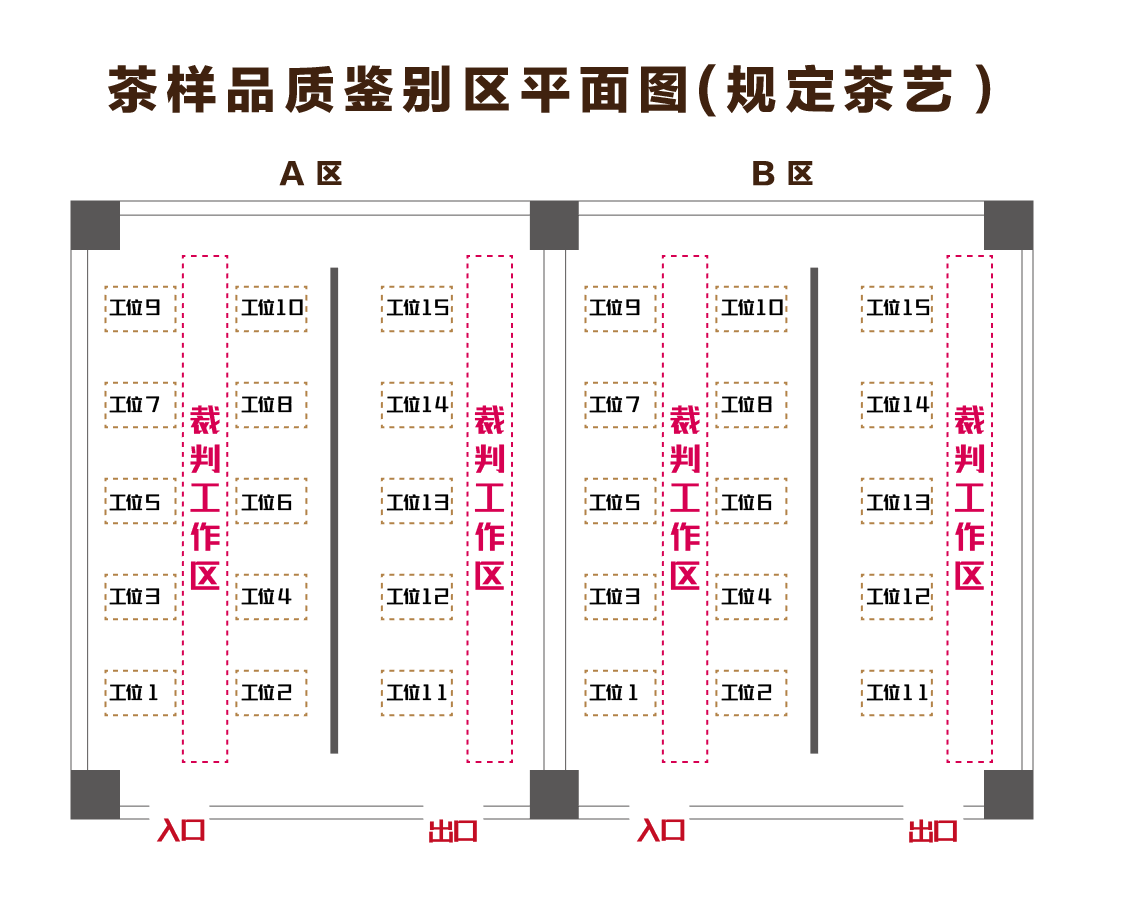 茶样品质鉴别区平面图(规定茶艺)
A 区
B 区
工位9
工位10
工位15
工位9
工位10
工位15
工位7
工位8
工位14
工位7
工位8
工位14
工位5
工位6
工位13
工位5
工位6
工位13
工位3
工位4
工位12
工位3
工位4
工位12
工位1
工位2
工位11
工位1
工位2
工位11
裁判工作区
裁判工作区
裁判工作区
裁判工作区
入口
出口
入口
出口